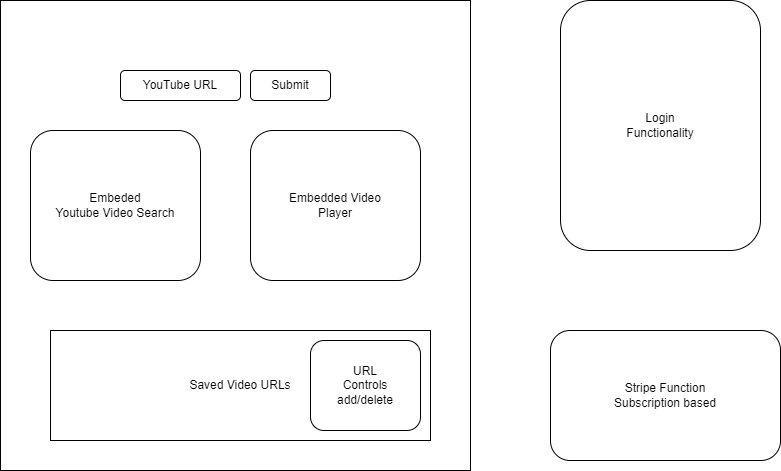 YouTube URL
Submit
Embeded
Youtube Video Search
Embedded Video
Player
Saved Video URLs
URL
Controls
add/delete
Login
Functionality
Stripe Function
Subscription based